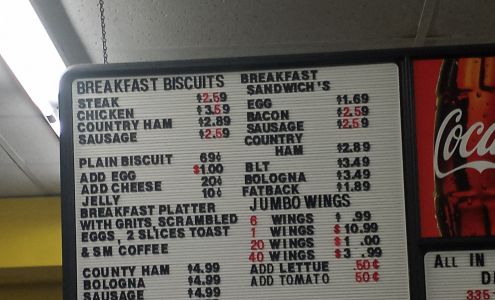 BREAKFAST BISCUITS
STEAK $2.59
CHICKEN $3.59
COUNTRY HAM $2.89
SAUSAGE $2.59
PLAIN BISCUIT 69¢
ADD EGG $1.00
ADD CHEESE 20¢
JELLY 10¢
BREAKFAST PLATTER
WITH GRITS, SCRAMBLED
EGGS, 2 SLICES TOAST
& SM COFFEE
COUNTY HAM $4.99
BOLOGNA $4.99
SAUSAGE $4.99
BREAKFAST
SANDWICH'S
EGG $1.69
BACON $2.59
SAUSAGE $2.59
COUNTRY
HAM $2.89
BLT $3.49
BOLOGNA $3.49
FATBACK $1.89
JUMBO WINGS
6 WINGS $ .99
1 WINGS $10.99
20 WINGS $1 .00
40 WINGS $3 .99
ADD LETTUE .50¢
ADD TOMATO .50¢
Coca
ALL IN
335-